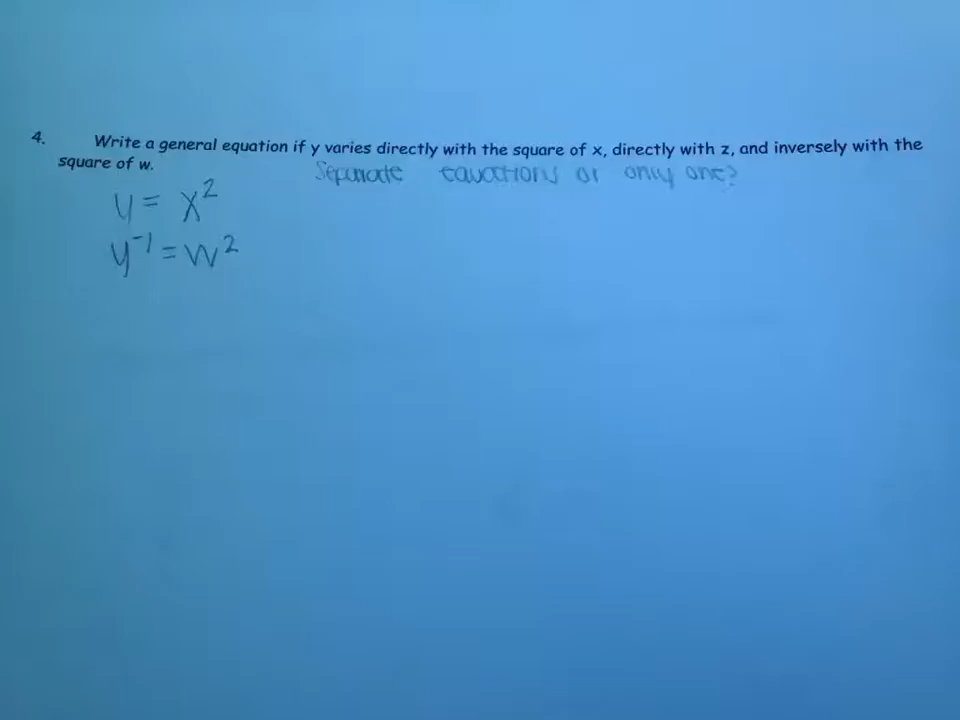 4. Write a general equation if y varies directly with the square of x, directly with z, and inversely with the
square of w.
Separate equations or only one?
y = x²
y⁻¹ = w²